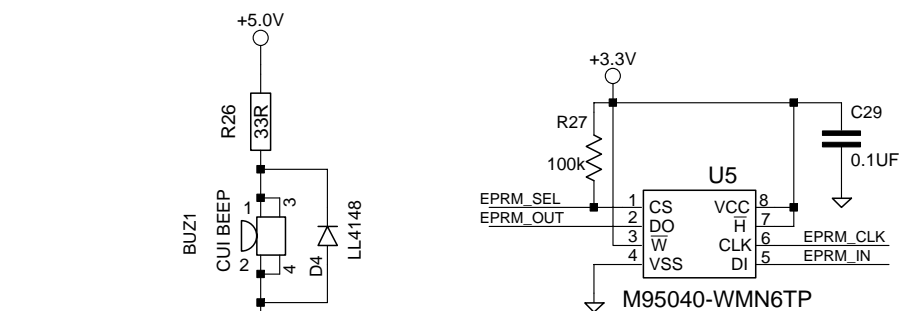 +5.0V
R26
33R
BUZ1
CUI BEEP
1
3
2
4
D4
LL4148
+3.3V
R27
100k
C29
0.1UF
U5
EPRM_SEL
EPRM_OUT
1 CS VCC 8
2 DO H 7
3 W CLK 6 EPRM_CLK
4 VSS DI 5 EPRM_IN
M95040-WMN6TP